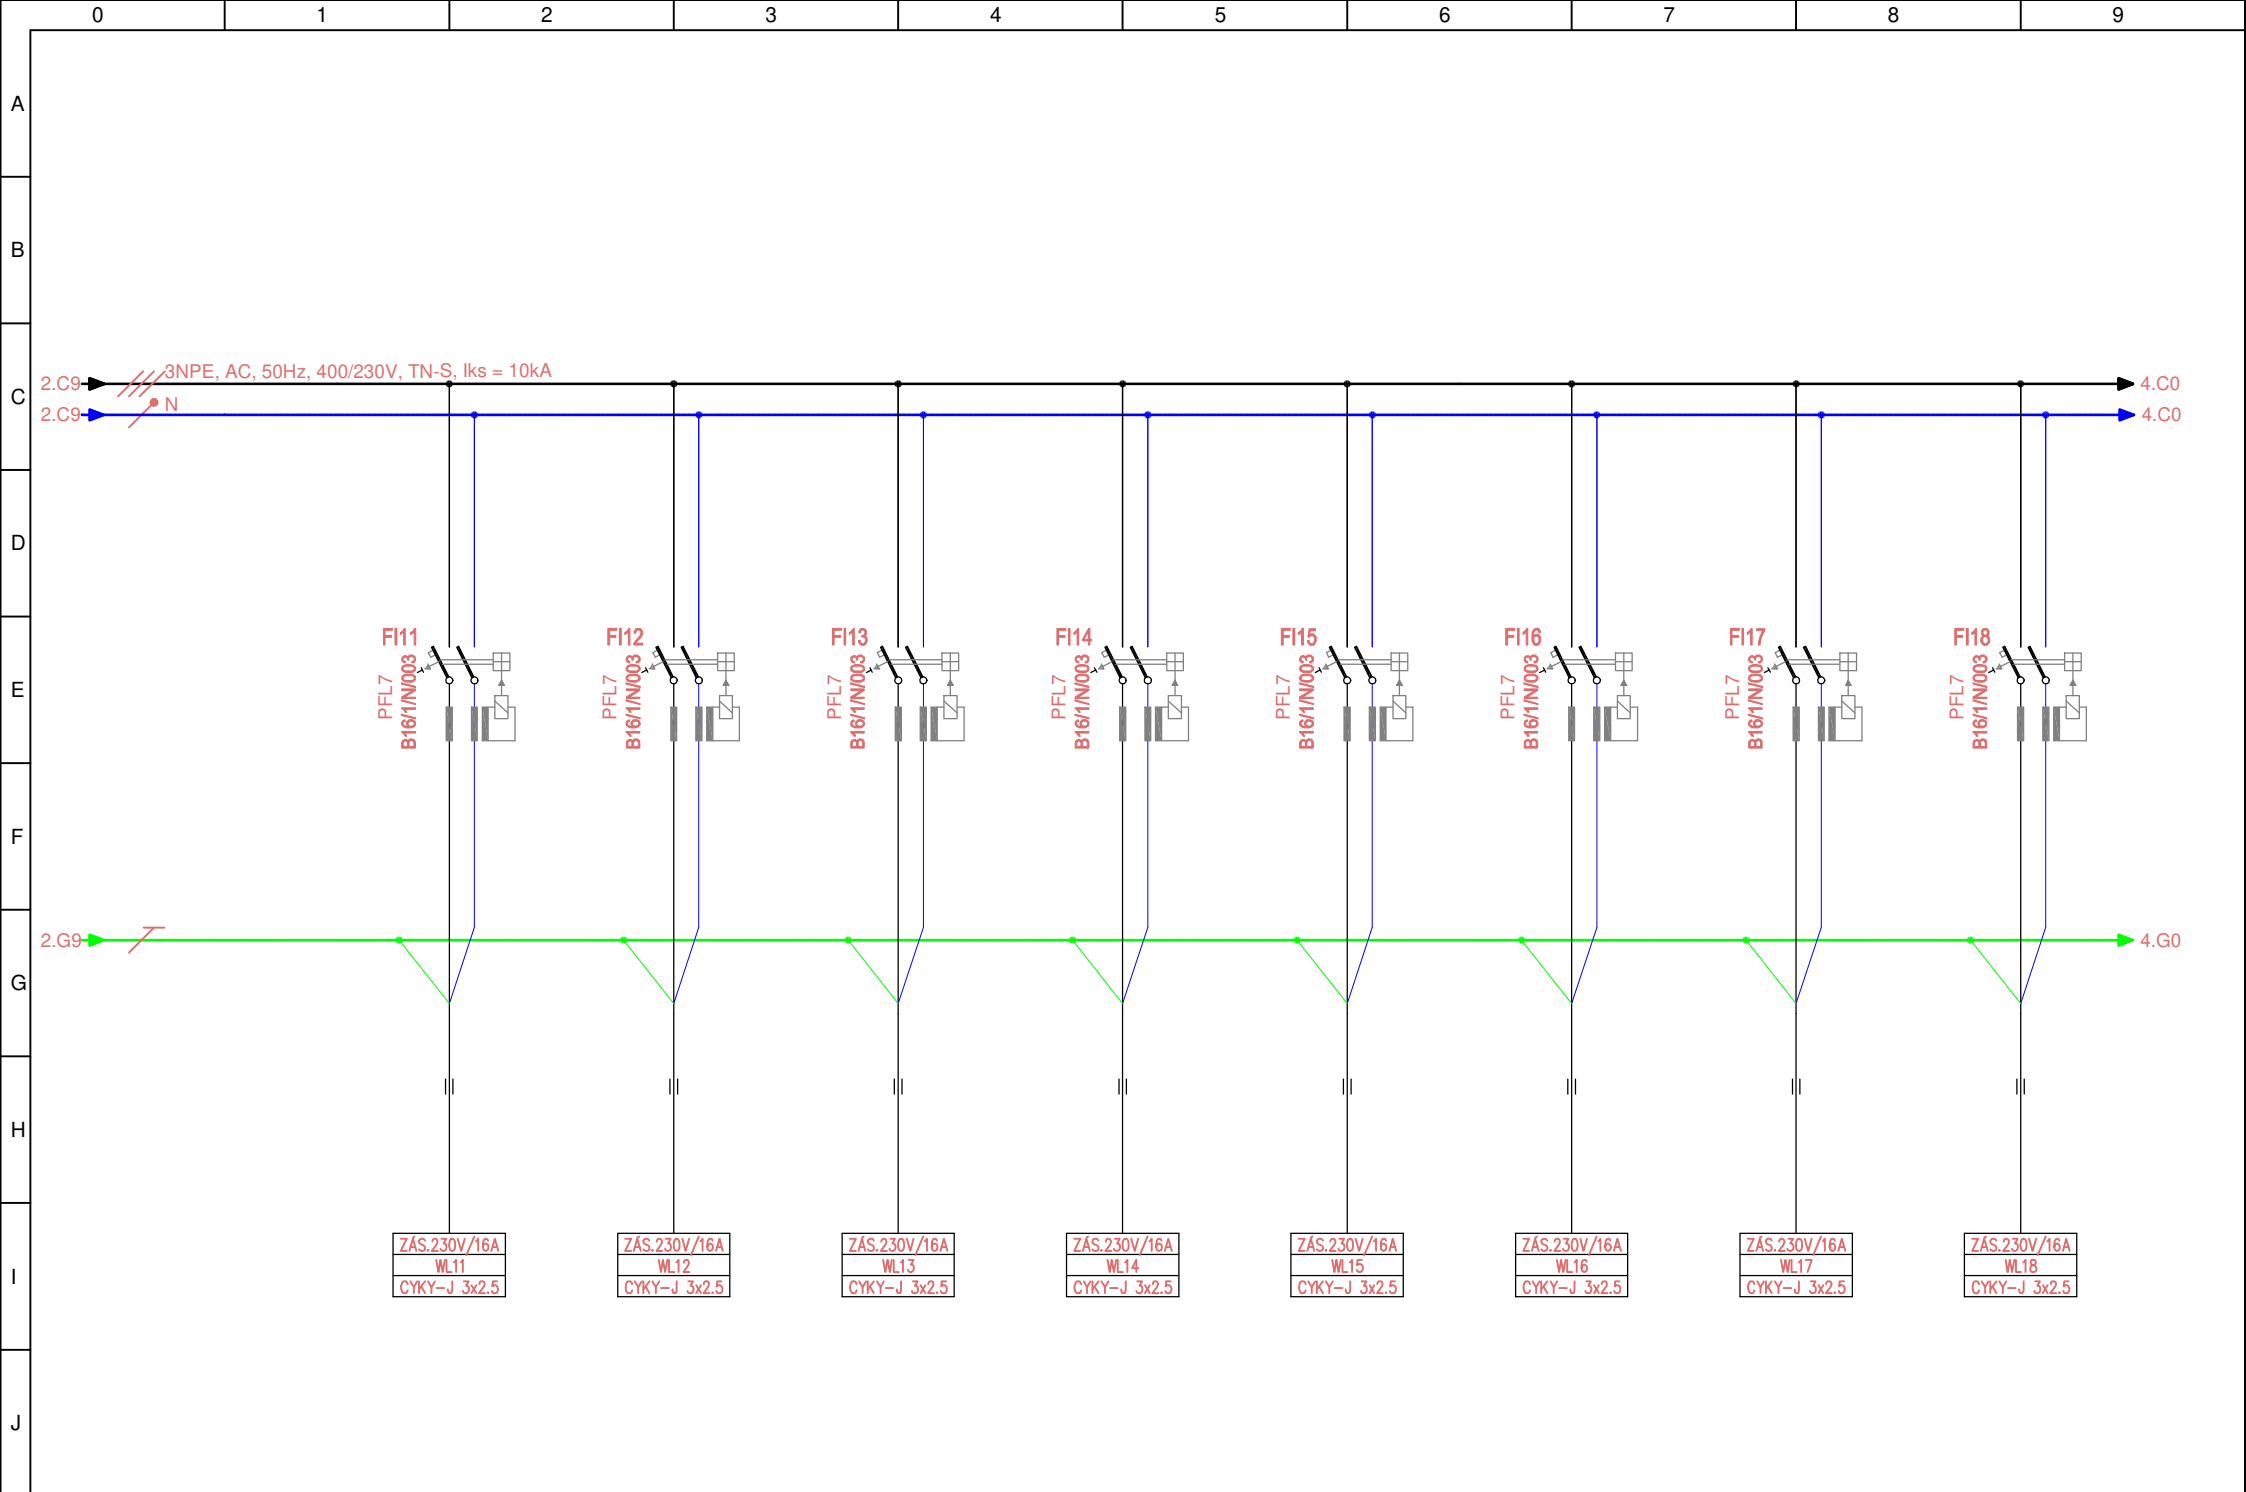 0 1 2 3 4 5 6 7 8 9
A
B
C
D
E
F
G
H
I
J
3NPE, AC, 50Hz, 400/230V, TN-S, Iks = 10kA
2.C9 4.C0
N
2.C9 4.C0
FI11 FI12 FI13 FI14 FI15 FI16 FI17 FI18
PFL7 PFL7 PFL7 PFL7 PFL7 PFL7 PFL7 PFL7
B16/1/N/003 B16/1/N/003 B16/1/N/003 B16/1/N/003 B16/1/N/003 B16/1/N/003 B16/1/N/003 B16/1/N/003
2.G9 4.G0
ZÁS.230V/16A ZÁS.230V/16A ZÁS.230V/16A ZÁS.230V/16A ZÁS.230V/16A ZÁS.230V/16A ZÁS.230V/16A ZÁS.230V/16A
WL11 WL12 WL13 WL14 WL15 WL16 WL17 WL18
CYKY-J 3x2.5 CYKY-J 3x2.5 CYKY-J 3x2.5 CYKY-J 3x2.5 CYKY-J 3x2.5 CYKY-J 3x2.5 CYKY-J 3x2.5 CYKY-J 3x2.5